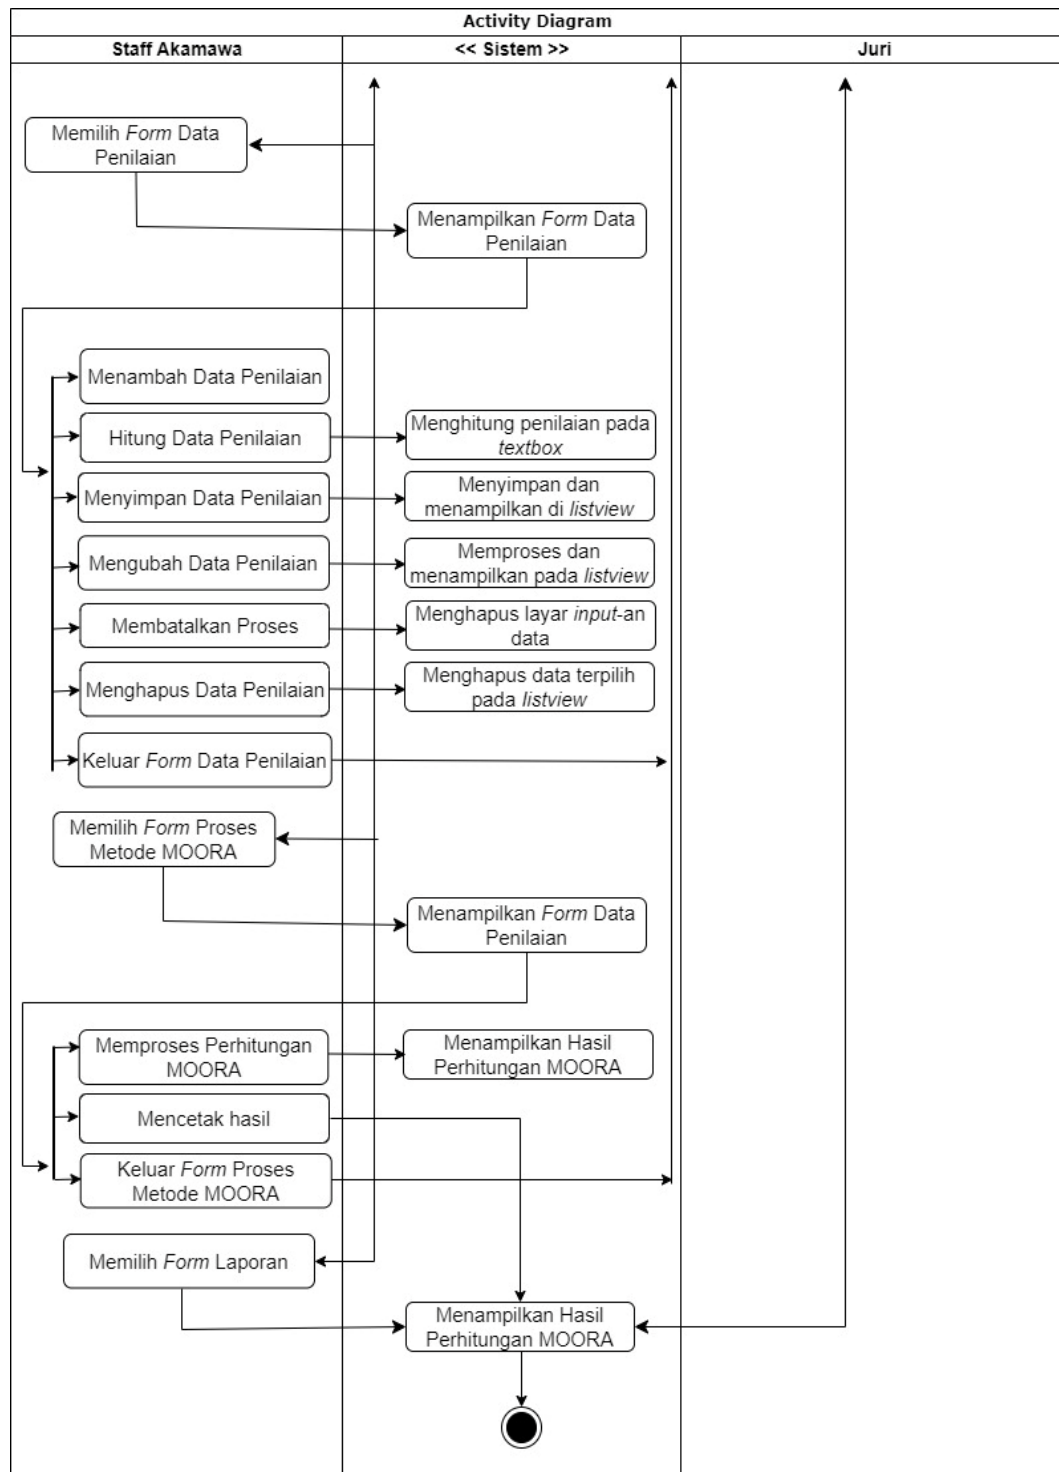 Activity Diagram
Staff Akamawa
<< Sistem >>
Juri
Memilih Form Data
Penilaian
Menampilkan Form Data
Penilaian
Menambah Data Penilaian
Hitung Data Penilaian
Menghitung penilaian pada
textbox
Menyimpan Data Penilaian
Menyimpan dan
menampilkan di listview
Mengubah Data Penilaian
Memproses dan
menampilkan pada listview
Membatalkan Proses
Menghapus layar input-an
data
Menghapus Data Penilaian
Menghapus data terpilih
pada listview
Keluar Form Data Penilaian
Memilih Form Proses
Metode MOORA
Menampilkan Form Data
Penilaian
Memproses Perhitungan
MOORA
Menampilkan Hasil
Perhitungan MOORA
Mencetak hasil
Keluar Form Proses
Metode MOORA
Memilih Form Laporan
Menampilkan Hasil
Perhitungan MOORA